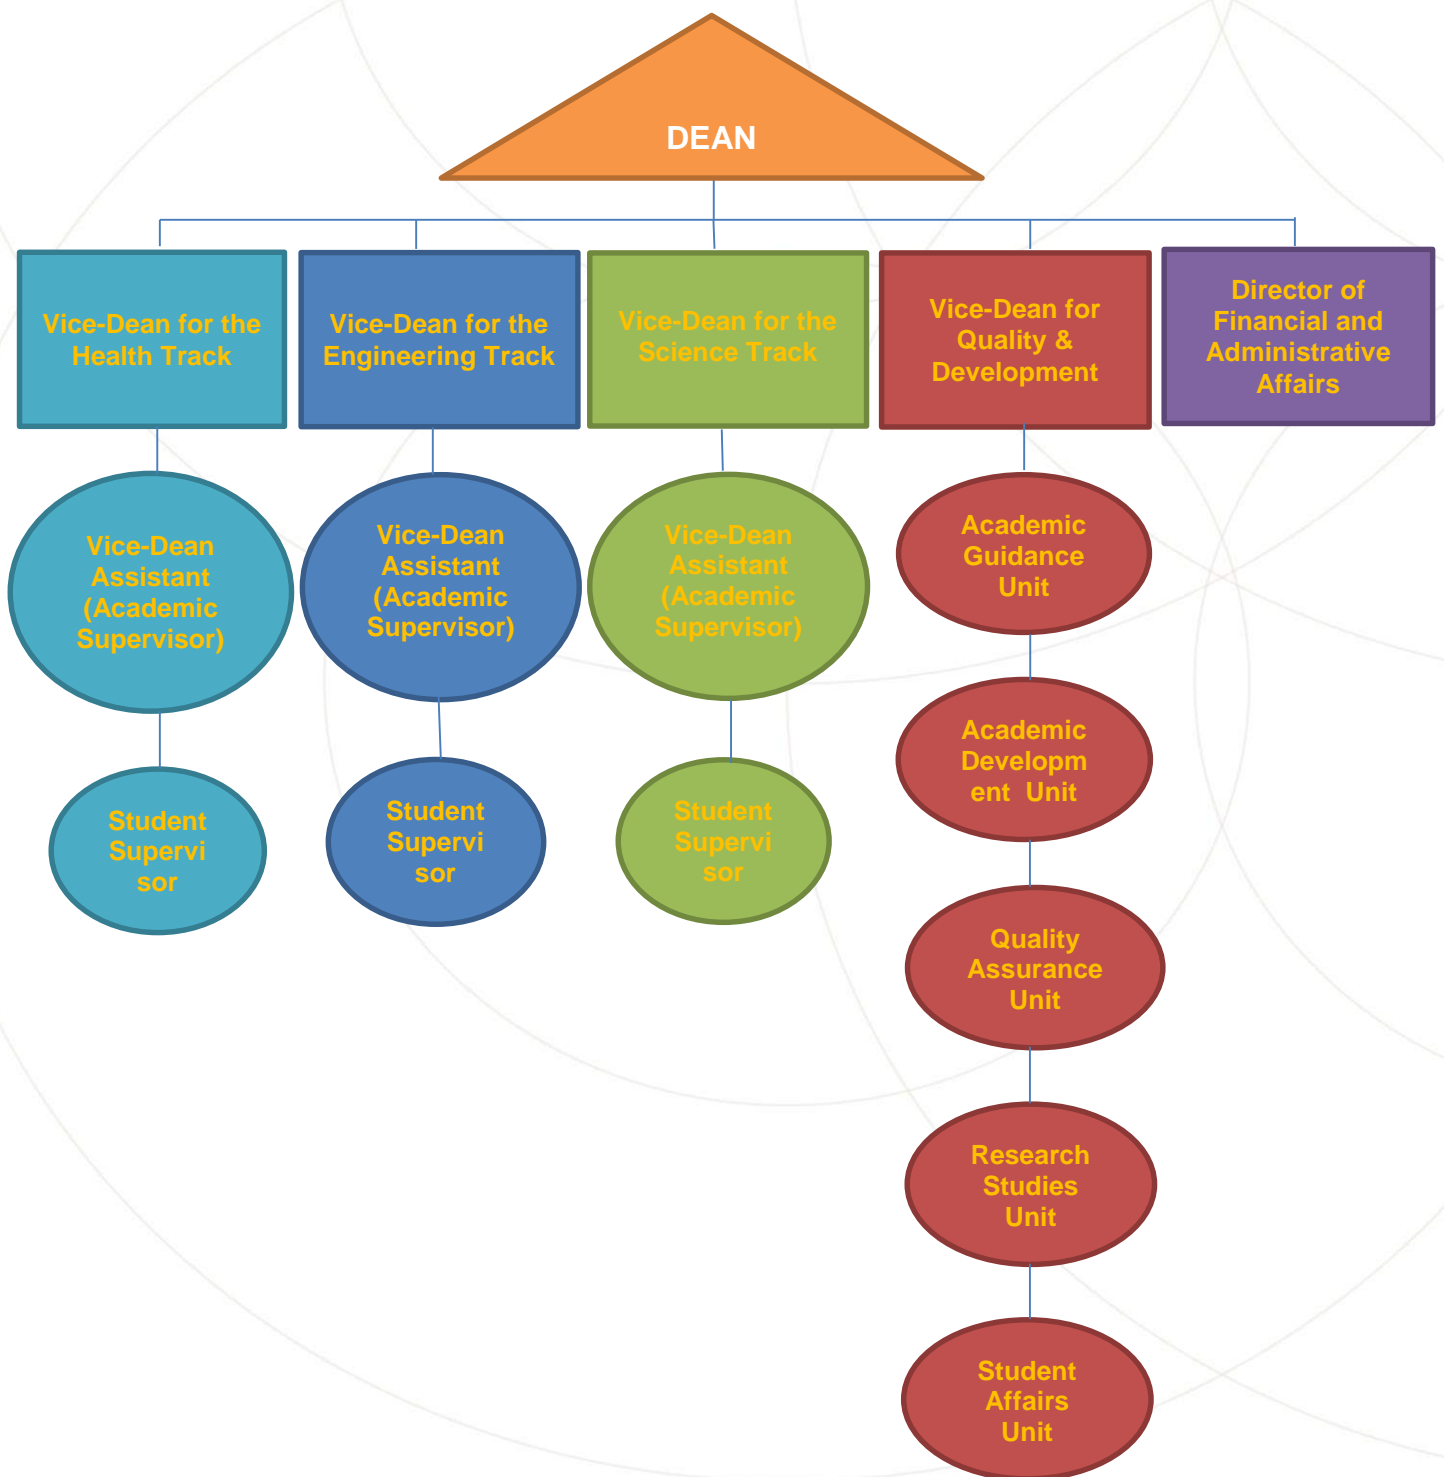 DEAN
Vice-Dean for the
Health Track
Vice-Dean for the
Engineering Track
Vice-Dean for the
Science Track
Vice-Dean for
Quality &
Development
Director of
Financial and
Administrative
Affairs
Vice-Dean
Assistant
(Academic
Supervisor)
Vice-Dean
Assistant
(Academic
Supervisor)
Vice-Dean
Assistant
(Academic
Supervisor)
Academic
Guidance
Unit
Student
Supervi
sor
Student
Supervi
sor
Student
Supervi
sor
Academic
Developm
ent Unit
Quality
Assurance
Unit
Research
Studies
Unit
Student
Affairs
Unit